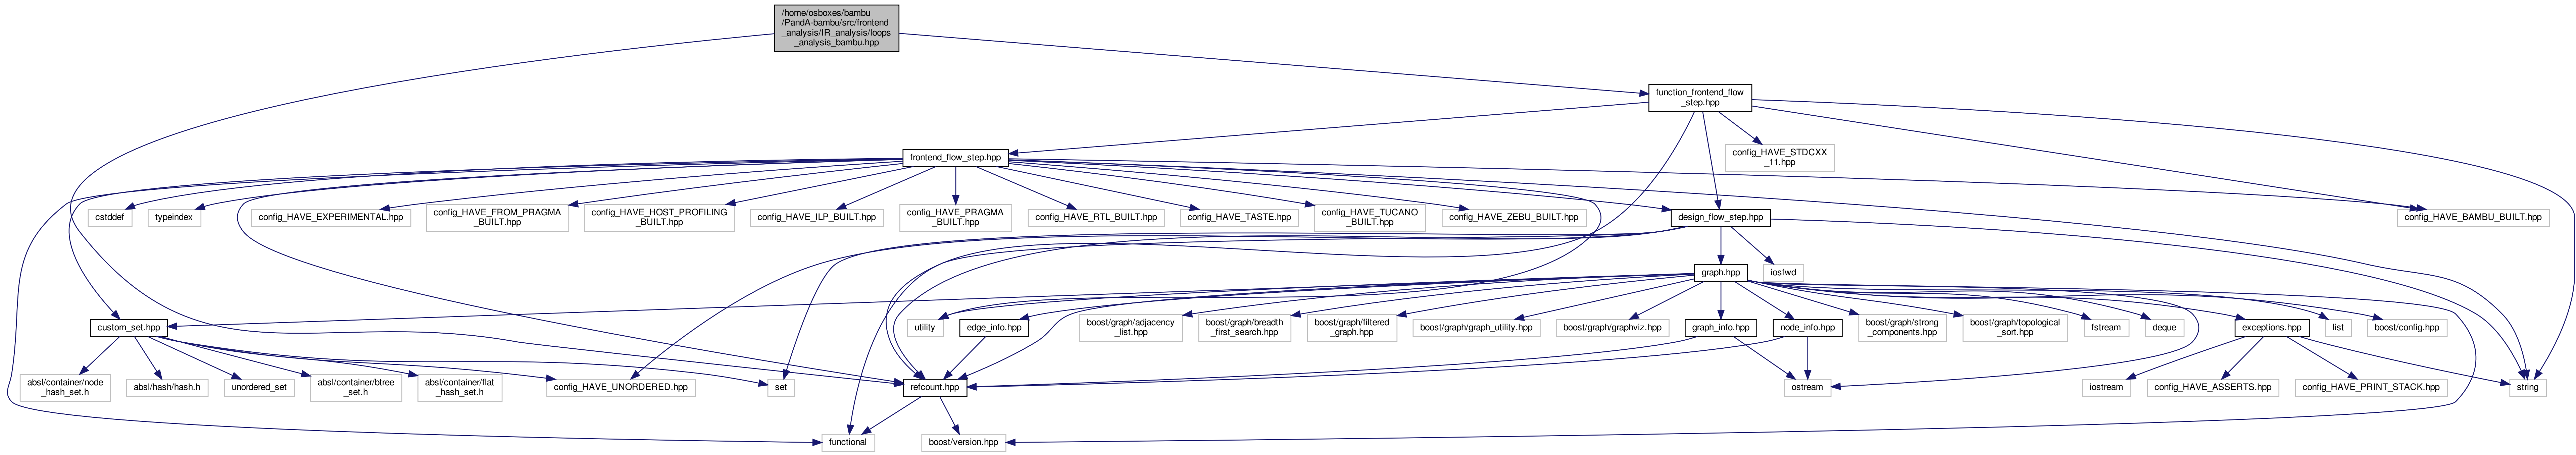 /home/osboxes/bambu
/PandA-bambu/src/frontend
_analysis/IR_analysis/loops
_analysis_bambu.hpp
function_frontend_flow
_step.hpp
frontend_flow_step.hpp
config_HAVE_STDCXX
_11.hpp
cstddef
typeindex
config_HAVE_EXPERIMENTAL.hpp
config_HAVE_FROM_PRAGMA
_BUILT.hpp
config_HAVE_HOST_PROFILING
_BUILT.hpp
config_HAVE_ILP_BUILT.hpp
config_HAVE_PRAGMA
_BUILT.hpp
config_HAVE_RTL_BUILT.hpp
config_HAVE_TASTE.hpp
config_HAVE_TUCANO
_BUILT.hpp
config_HAVE_ZEBU_BUILT.hpp
design_flow_step.hpp
config_HAVE_BAMBU_BUILT.hpp
graph.hpp
iosfwd
custom_set.hpp
utility
edge_info.hpp
boost/graph/adjacency
_list.hpp
boost/graph/breadth
_first_search.hpp
boost/graph/filtered
_graph.hpp
boost/graph/graph_utility.hpp
boost/graph/graphviz.hpp
graph_info.hpp
node_info.hpp
boost/graph/strong
_components.hpp
boost/graph/topological
_sort.hpp
fstream
deque
exceptions.hpp
list
boost/config.hpp
absl/container/node
_hash_set.h
absl/hash/hash.h
unordered_set
absl/container/btree
_set.h
absl/container/flat
_hash_set.h
config_HAVE_UNORDERED.hpp
set
refcount.hpp
ostream
iostream
config_HAVE_ASSERTS.hpp
config_HAVE_PRINT_STACK.hpp
string
functional
boost/version.hpp